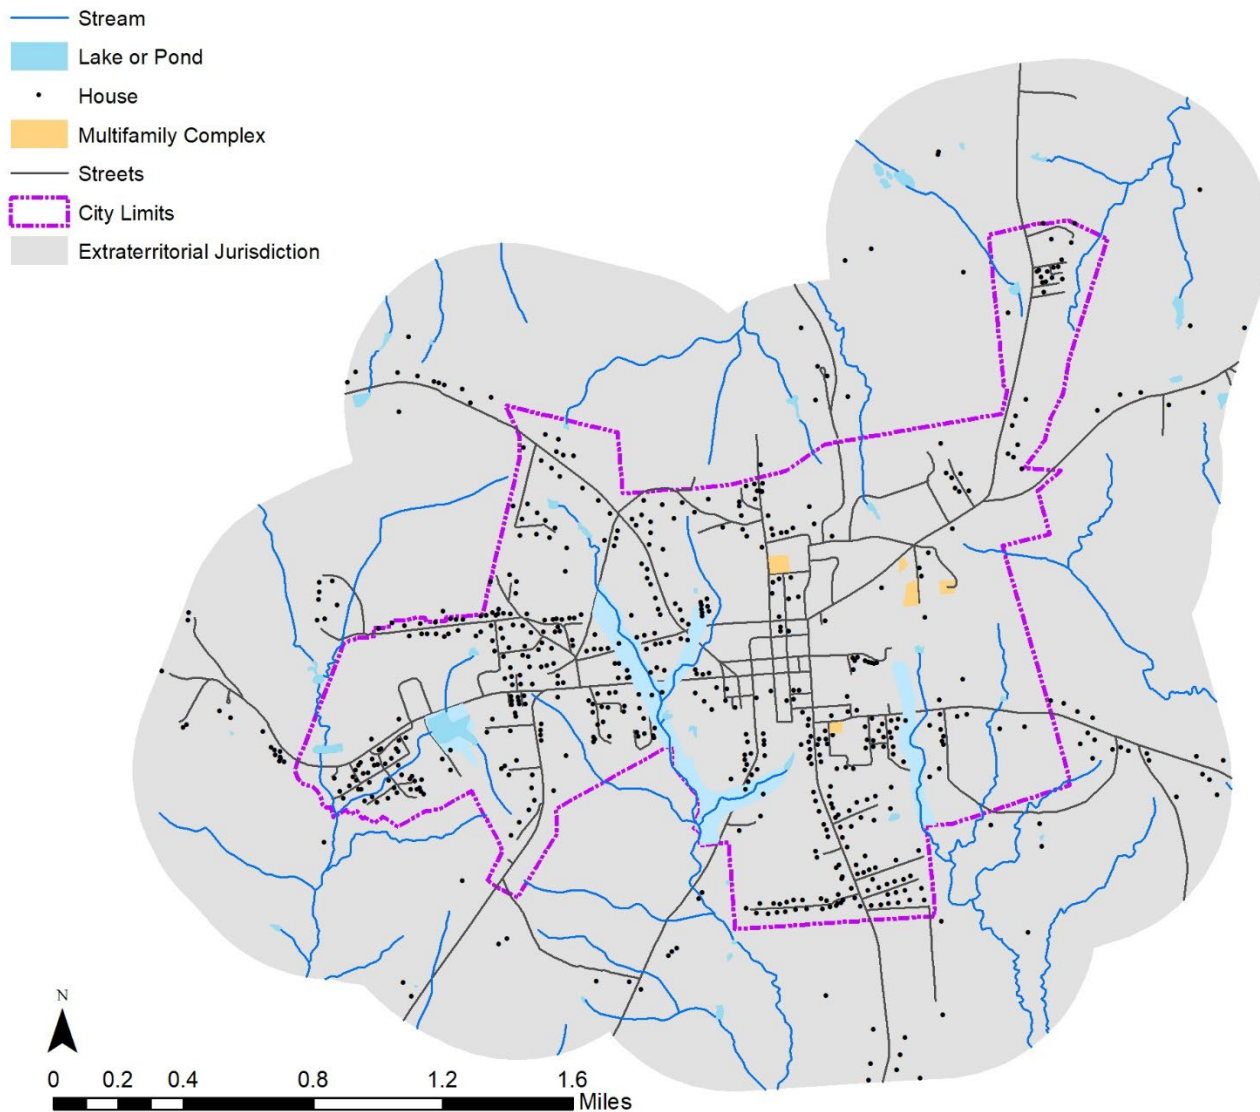 Stream
Lake or Pond
House
Multifamily Complex
Streets
City Limits
Extraterritorial Jurisdiction
N
0 0.2 0.4 0.8 1.2 1.6
Miles